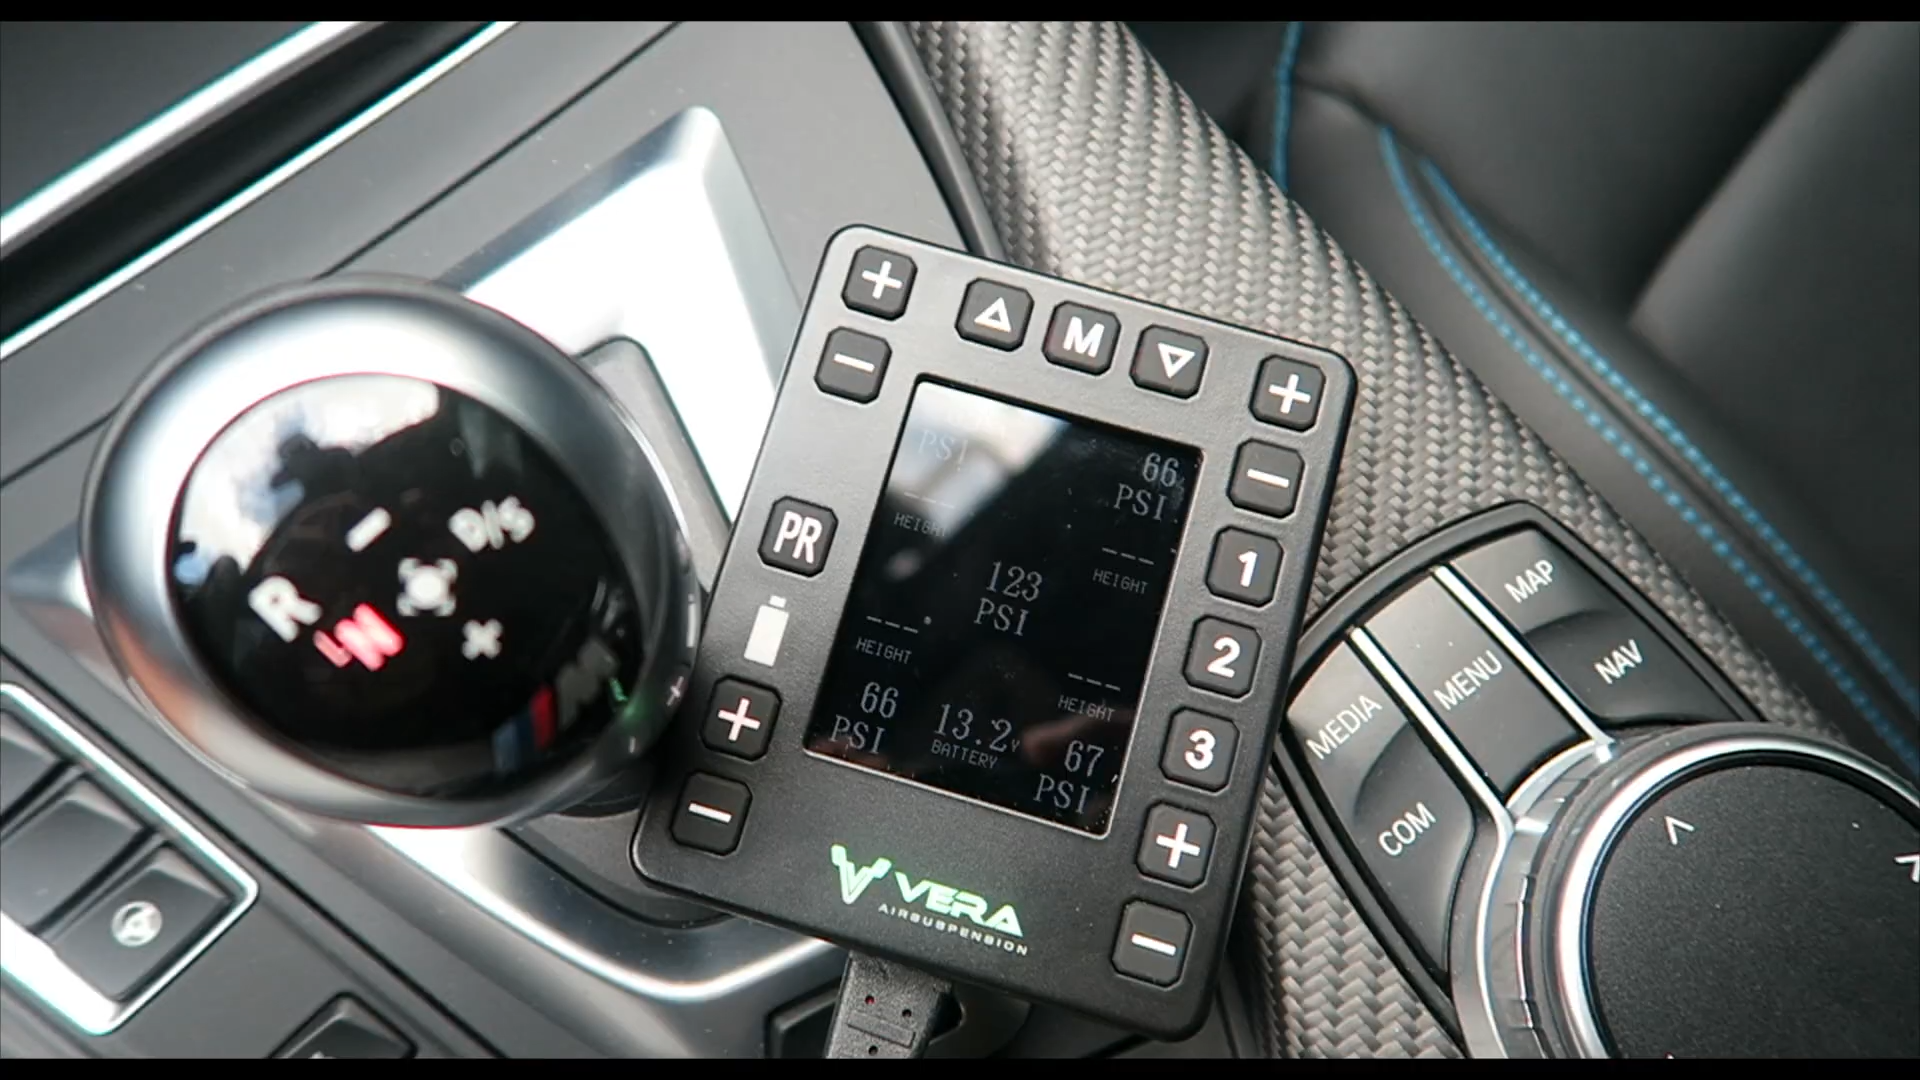 R
N
D/S
M
M
PR
1
2
3
PSI
66
PSI
HEIGHT
HEIGHT
123
PSI
HEIGHT
HEIGHT
66
PSI
13.2V
BATTERY
67
PSI
VERA
AIRSUSPENSION
MAP
NAV
MENU
MEDIA
COM